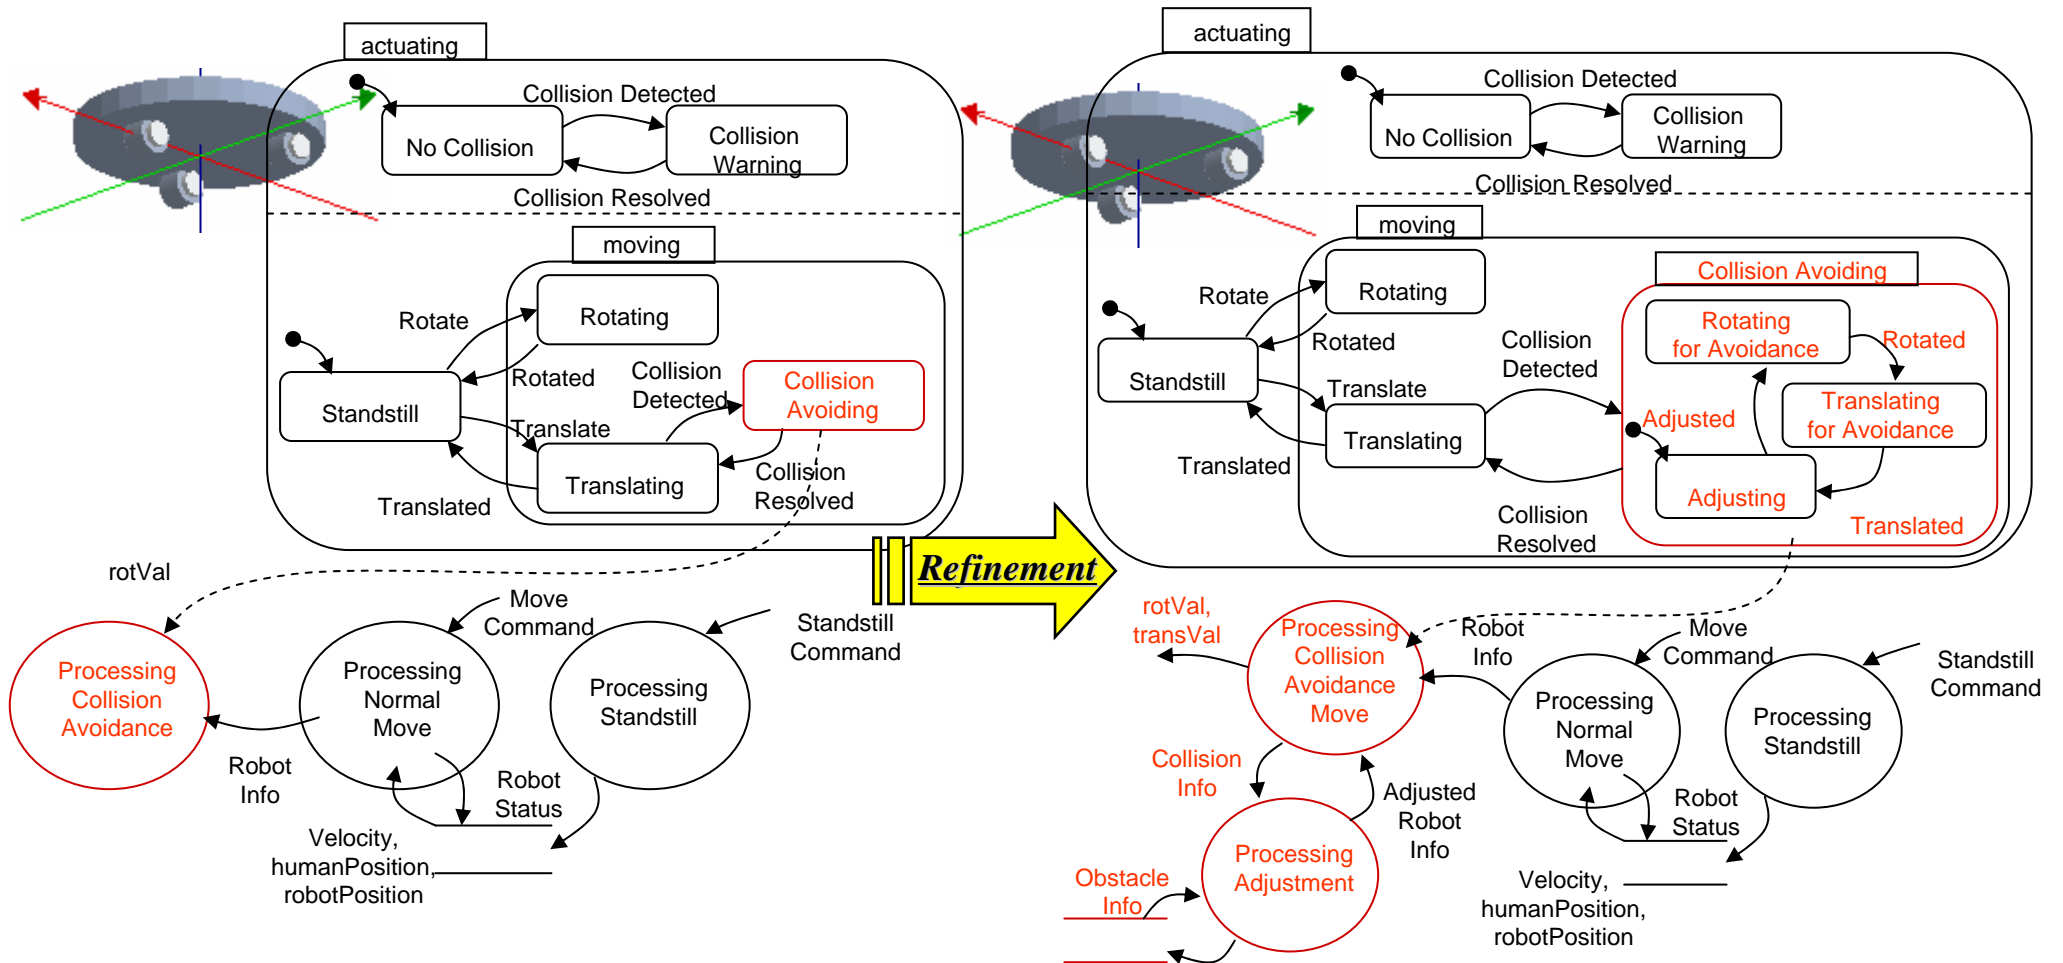 actuating
Collision Detected
No Collision
Collision
Warning
Collision Resolved
moving
Rotate
Rotating
Rotated
Collision
Detected
Collision
Avoiding
Standstill
Translate
Translating
Collision
Resolved
Translated
rotVal
Move
Command
Standstill
Command
Processing
Collision
Avoidance
Processing
Normal
Move
Processing
Standstill
Robot
Info
Robot
Status
Velocity,
humanPosition,
robotPosition
Refinement
actuating
Collision Detected
No Collision
Collision
Warning
Collision Resolved
moving
Collision Avoiding
Rotate
Rotating
Rotated
Collision
Detected
Rotating
for Avoidance
Rotated
Standstill
Translate
Translating
Adjusted
Translating
for Avoidance
Translated
Adjusting
Collision
Resolved
Translated
rotVal,
transVal
Processing
Collision
Avoidance
Move
Robot
Info
Move
Command
Standstill
Command
Processing
Normal
Move
Processing
Standstill
Collision
Info
Adjusted
Robot
Info
Robot
Status
Processing
Adjustment
Obstacle
Info
Velocity,
humanPosition,
robotPosition